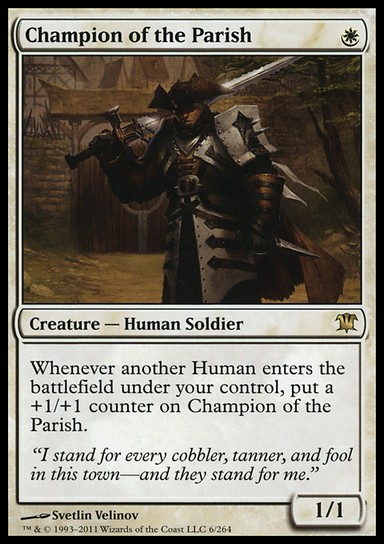 Champion of the Parish
Creature — Human Soldier
Whenever another Human enters the
battlefield under your control, put a
+1/+1 counter on Champion of the
Parish.
“I stand for every cobbler, tanner, and fool
in this town—and they stand for me.”
Svetlin Velinov
1/1
™ & © 1993–2011 Wizards of the Coast LLC 6/264